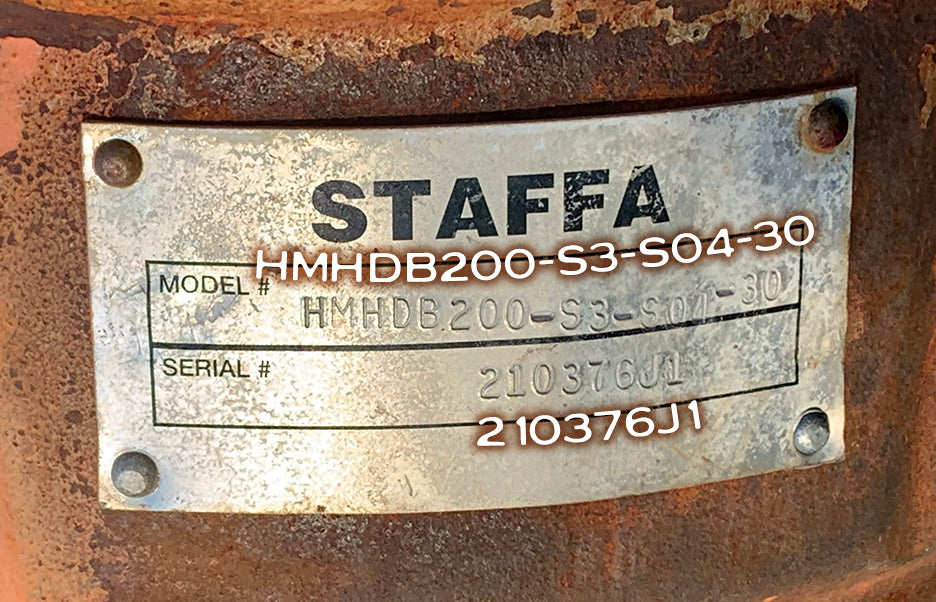 STAFFA
HMHDB200-S3-S04-30
MODEL # HMHDB200-S3-S04-30
SERIAL # 210376J1
210376J1